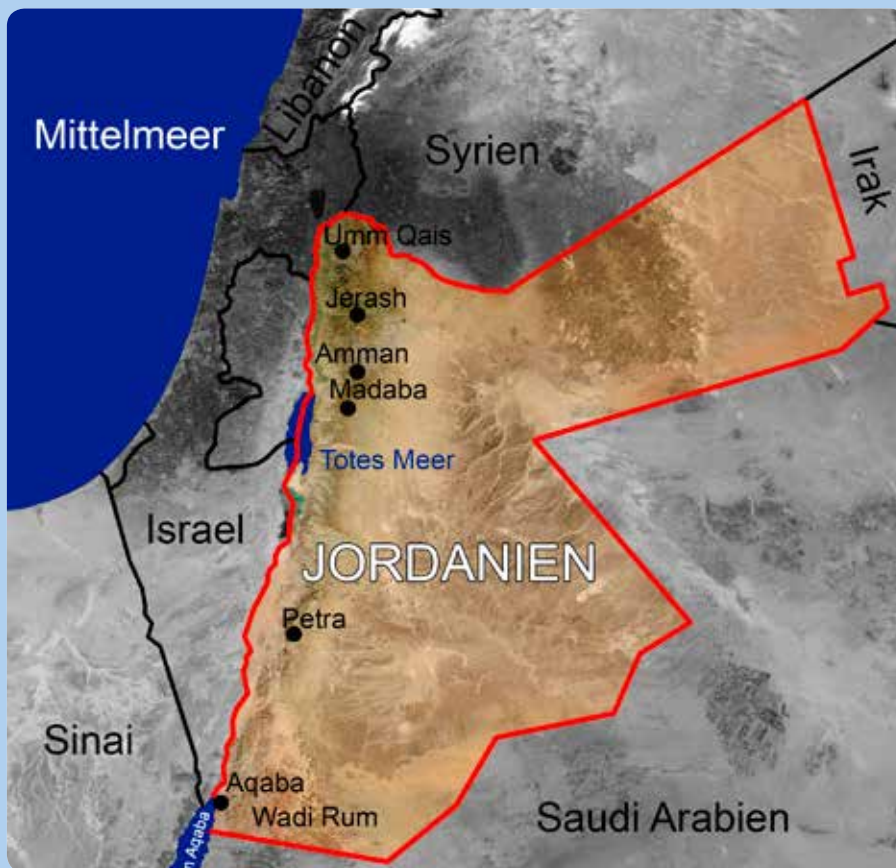 Libanon
Mittelmeer
Syrien
Irak
Umm Qais
Jerash
Amman
Madaba
Totes Meer
Israel
JORDANIEN
Petra
Sinai
Aqaba
Wadi Rum
Saudi Arabien
Aqaba